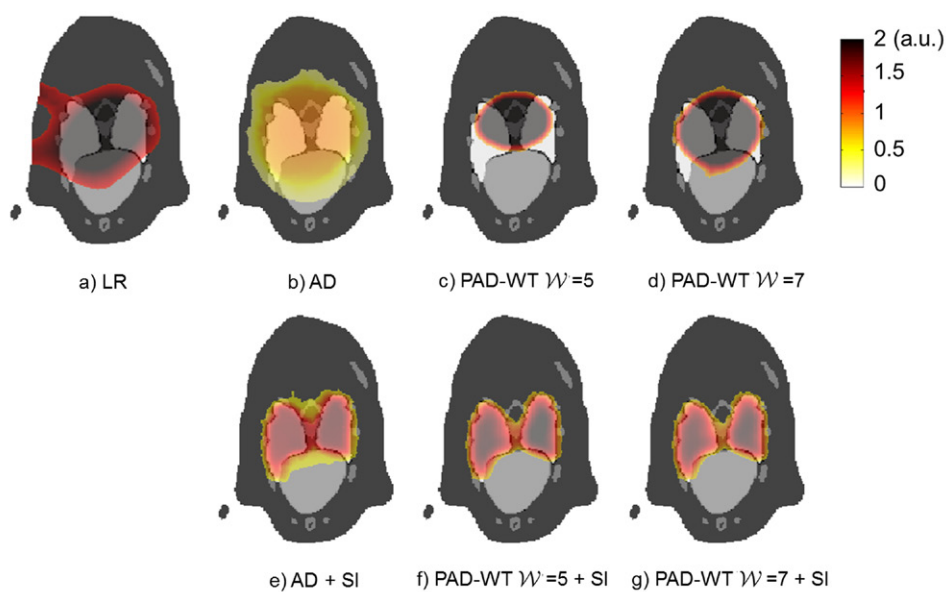 2 (a.u.)
1.5
1
0.5
0
a) LR
b) AD
c) PAD-WT 𝒲=5
d) PAD-WT 𝒲=7
e) AD + SI
f) PAD-WT 𝒲=5 + SI
g) PAD-WT 𝒲=7 + SI